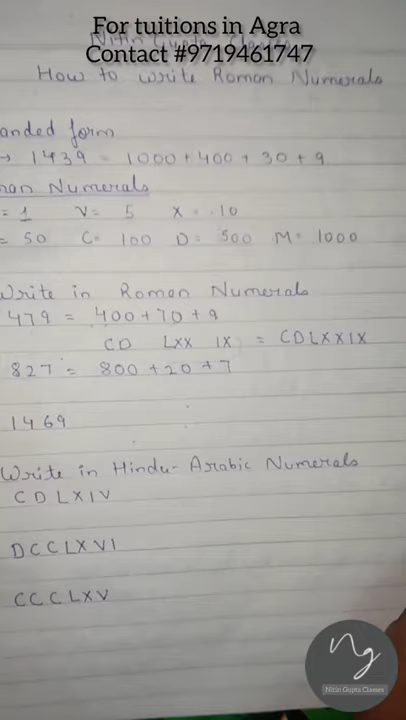 For tuitions in Agra
Contact #9719461747
How to write Roman Numerals
anded form
→ 1439 = 1000 + 400 + 30 + 9
man Numerals
= 1 V = 5 X = 10
= 50 C = 100 D = 500 M = 1000
Write in Roman Numerals
479 = 400 + 70 + 9
CD LXX IX = CDLXXIX
827 = 800 + 20 + 7
1469
Write in Hindu-Arabic Numerals
CDLXIV
DCCLXVI
CCCLXV
ng
Nitin Gupta Classes